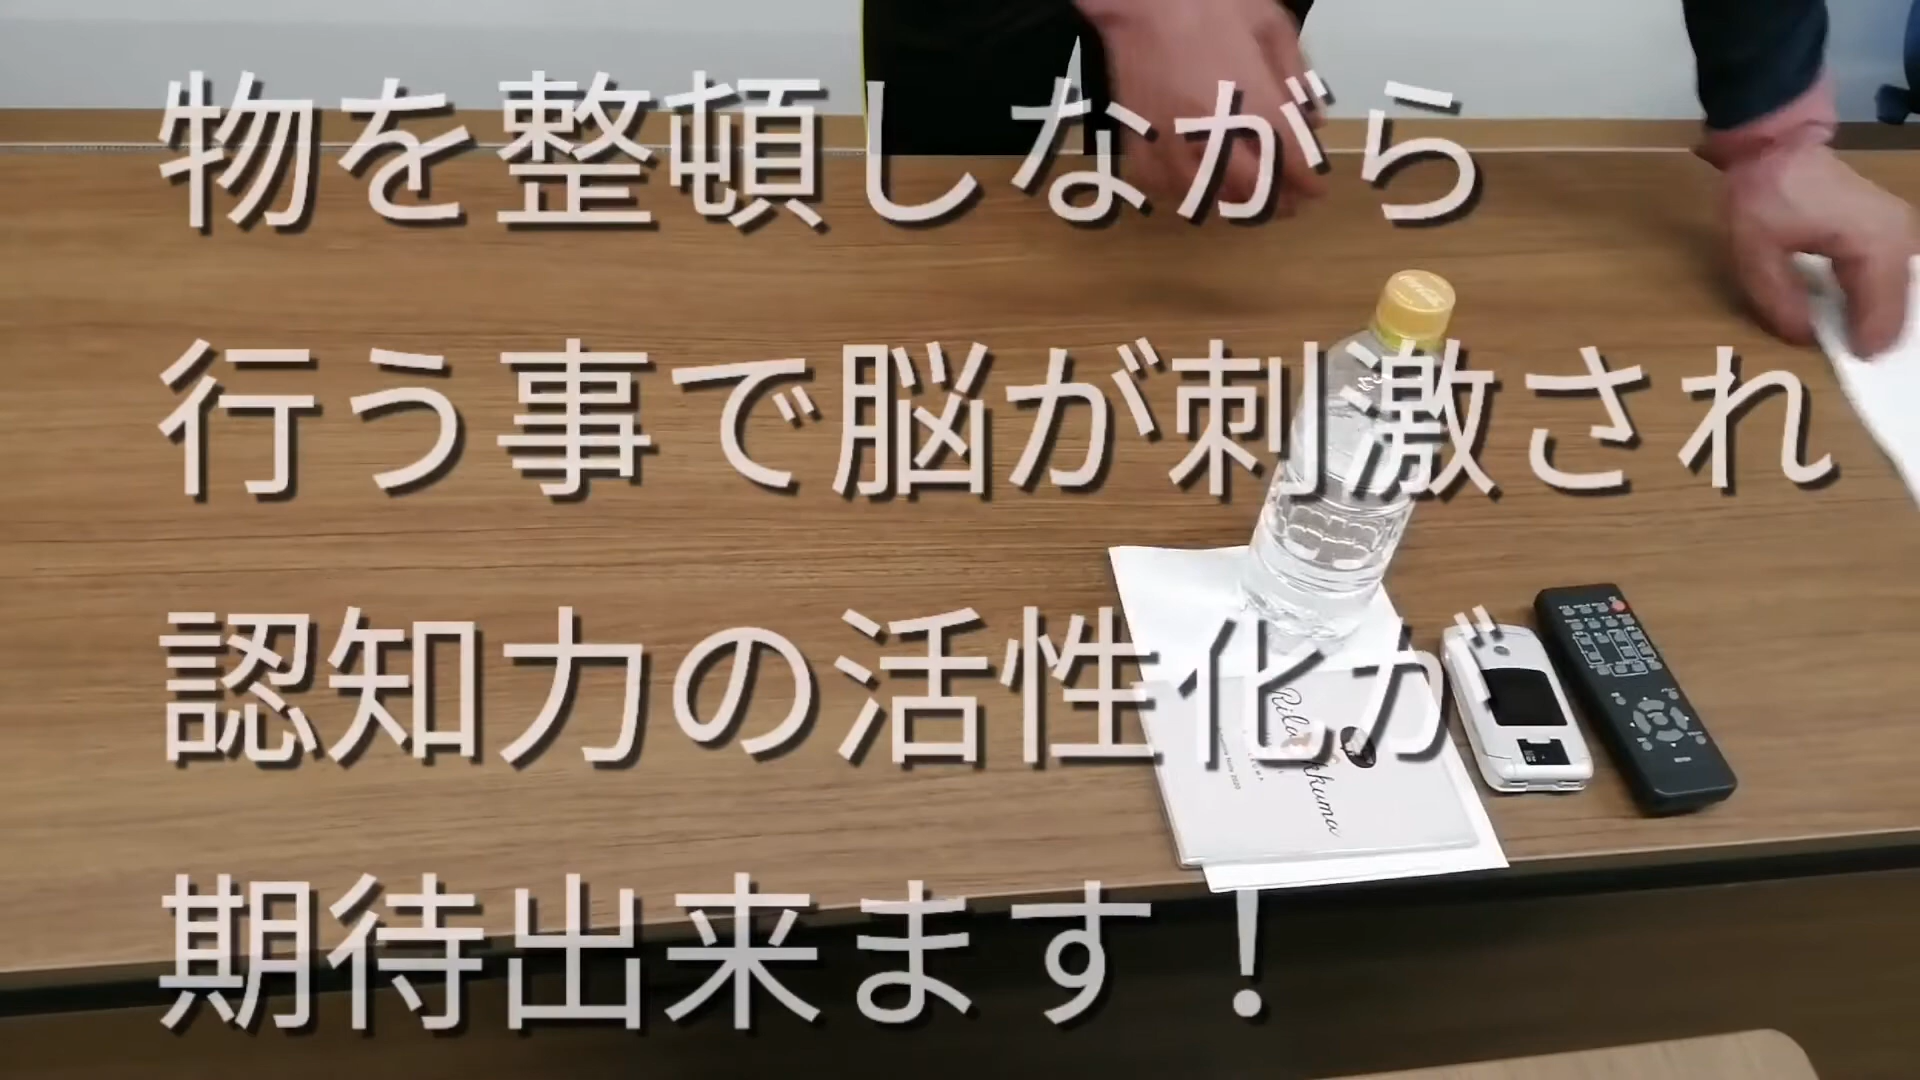 物を整頓しながら
行う事で脳が刺激され
認知力の活性化が
期待出来ます！
Rilakkuma